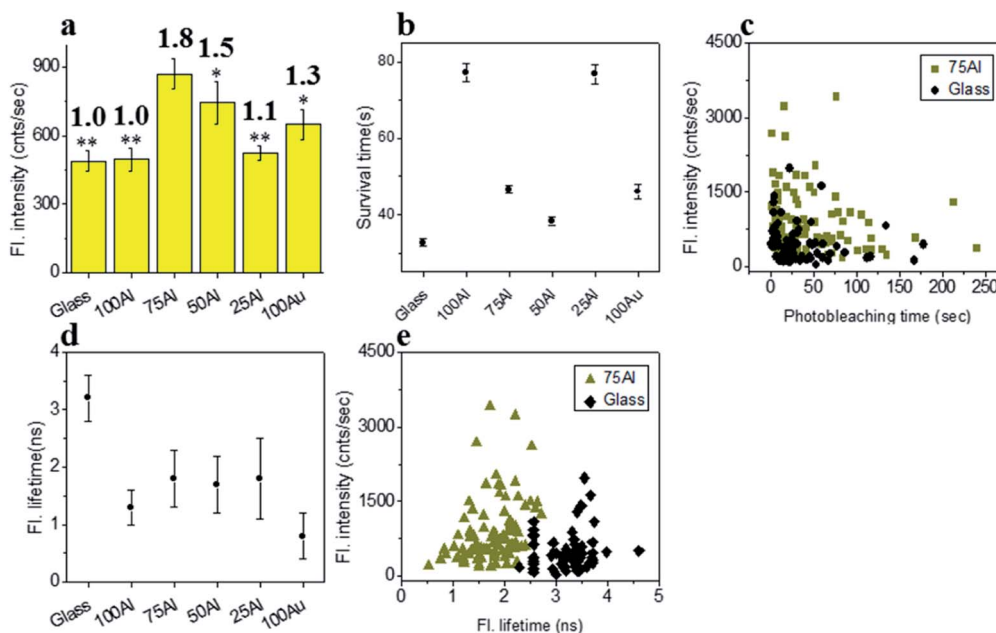 a
Fl. intensity (cnts/sec)
900
600
300
0
1.0
**
1.0
**
1.8
1.5
*
1.1
**
1.3
*
Glass
100Al
75Al
50Al
25Al
100Au
b
Survival time(s)
80
60
40
Glass
100Al
75Al
50Al
25Al
100Au
c
Fl. intensity (cnts/sec)
4500
3000
1500
0
75Al
Glass
0
50
100
150
200
250
Photobleaching time (sec)
d
Fl. lifetime(ns)
4
3
2
1
0
Glass
100Al
75Al
50Al
25Al
100Au
e
Fl. intensity (cnts/sec)
4500
3000
1500
0
75Al
Glass
0
1
2
3
4
5
Fl. lifetime (ns)